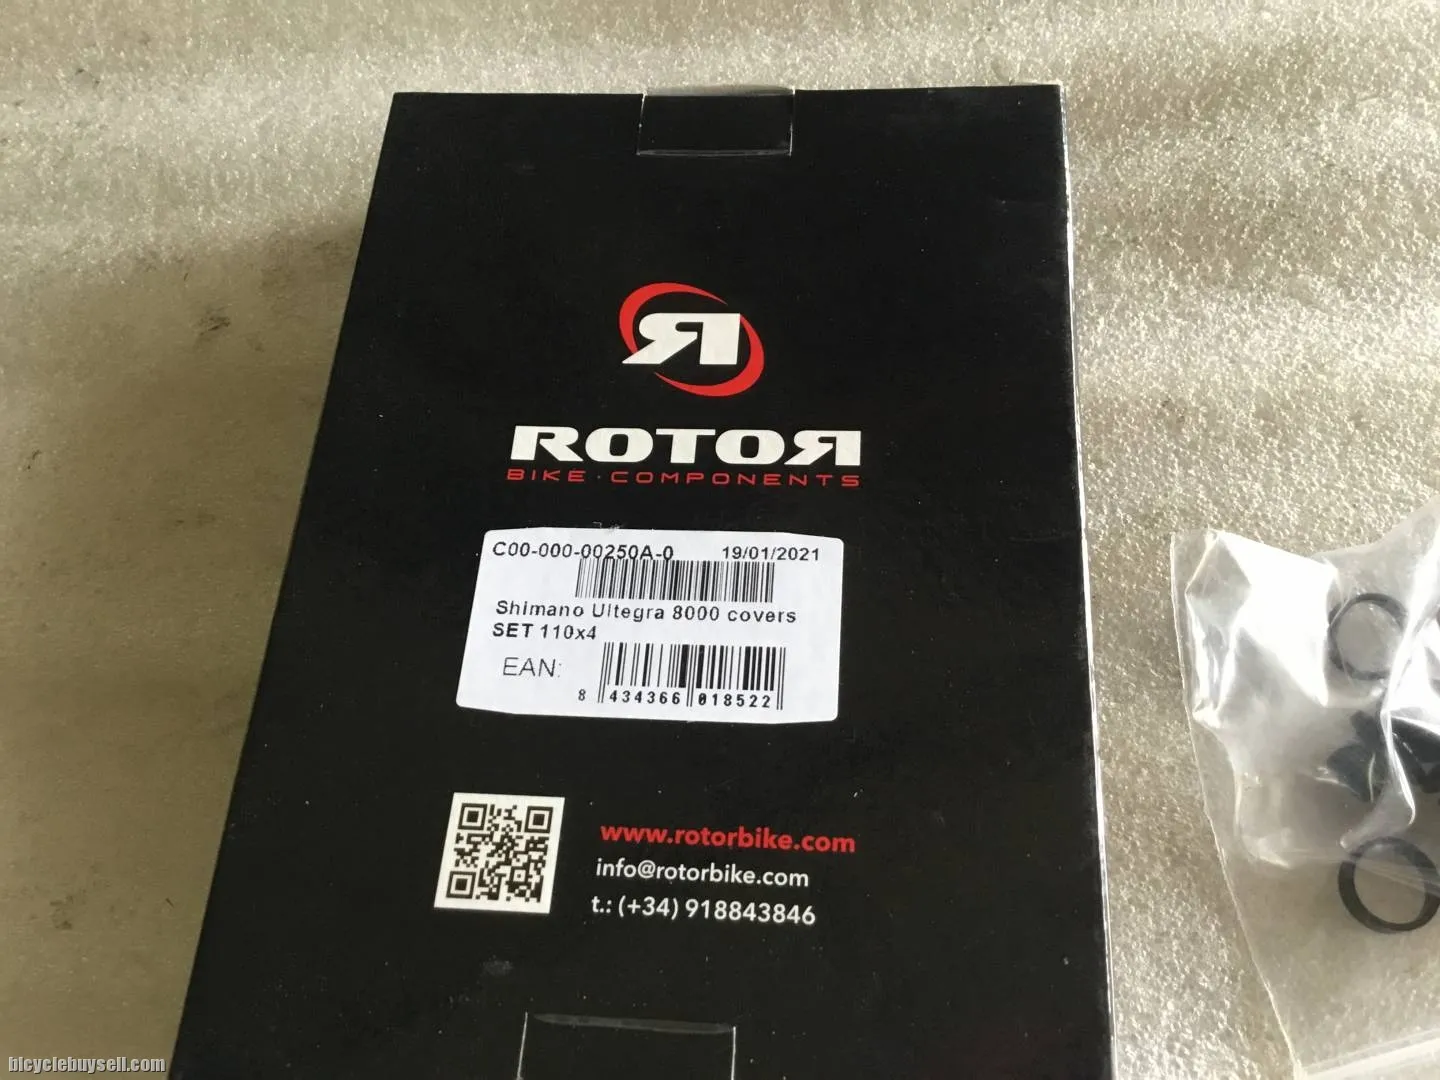 R
ROTOR
BIKE · COMPONENTS
C00-000-00250A-0 19/01/2021
Shimano Ultegra 8000 covers
SET 110x4
EAN:
8 434366 018522
www.rotorbike.com
info@rotorbike.com
t.: (+34) 918843846
bicyclebuysell.com